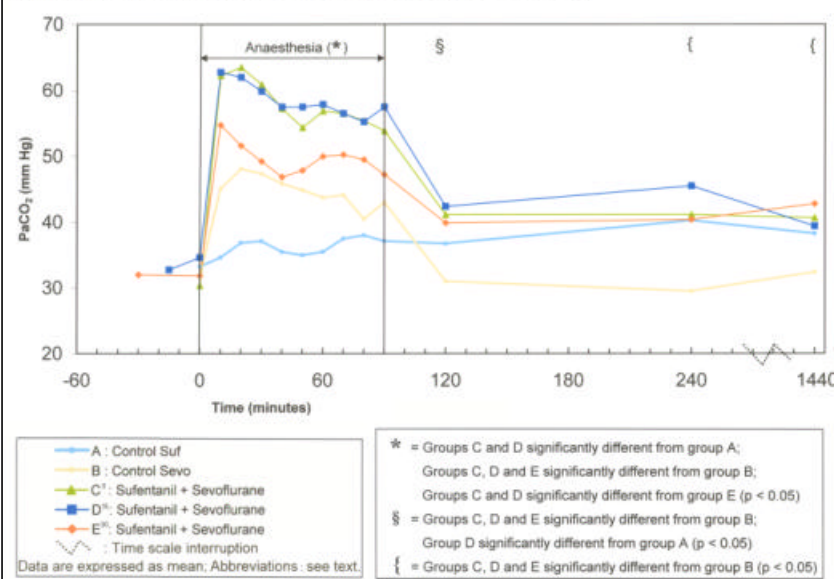 70
60
50
40
30
20
PaCO₂ (mm Hg)
Anaesthesia (*)
§
{
{
-60
0
60
120
180
240
1440
Time (minutes)
A : Control Suf
B : Control Sevo
C : Sufentanil + Sevoflurane
D : Sufentanil + Sevoflurane
E : Sufentanil + Sevoflurane
: Time scale interruption
Data are expressed as mean; Abbreviations: see text.
* = Groups C and D significantly different from group A;
Groups C, D and E significantly different from group B;
Groups C and D significantly different from group E (p < 0.05)
§ = Groups C, D and E significantly different from group B;
Group D significantly different from group A (p < 0.05)
{ = Groups C, D and E significantly different from group B (p < 0.05)